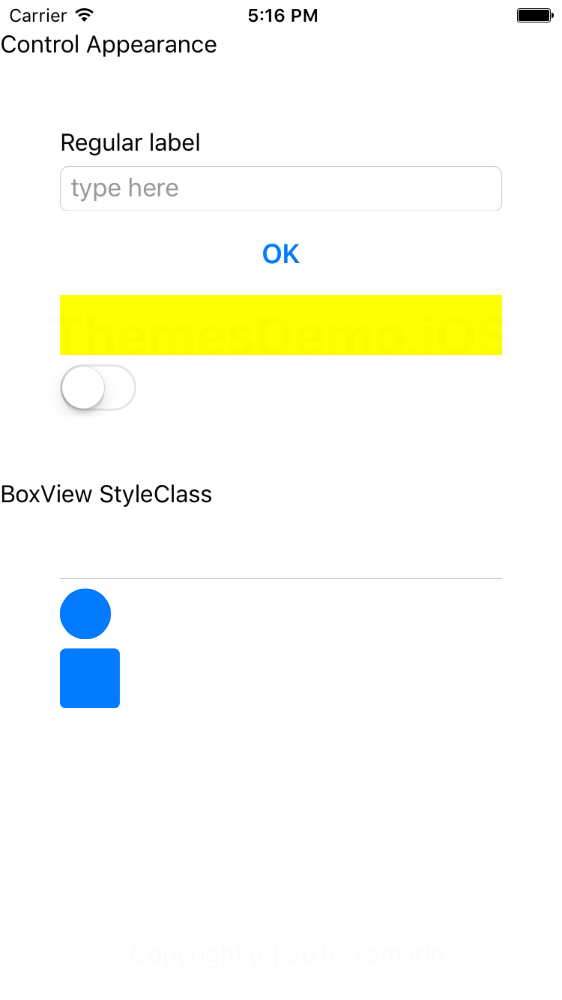 Carrier 5:16 PM
Control Appearance
Regular label
type here
OK
ThemesDemo.iOS
BoxView StyleClass
Copyright (c) 2016 Xamarin